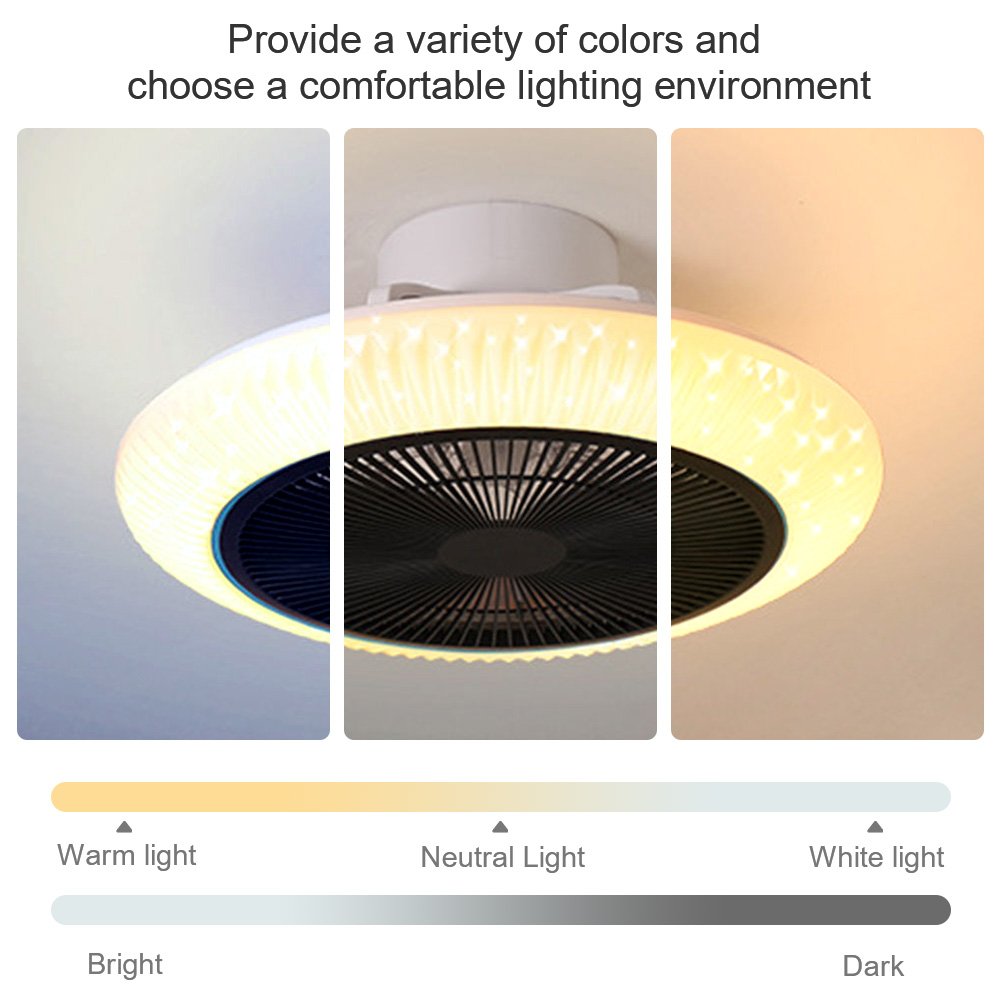 Provide a variety of colors and
choose a comfortable lighting environment
Warm light
Neutral Light
White light
Bright
Dark